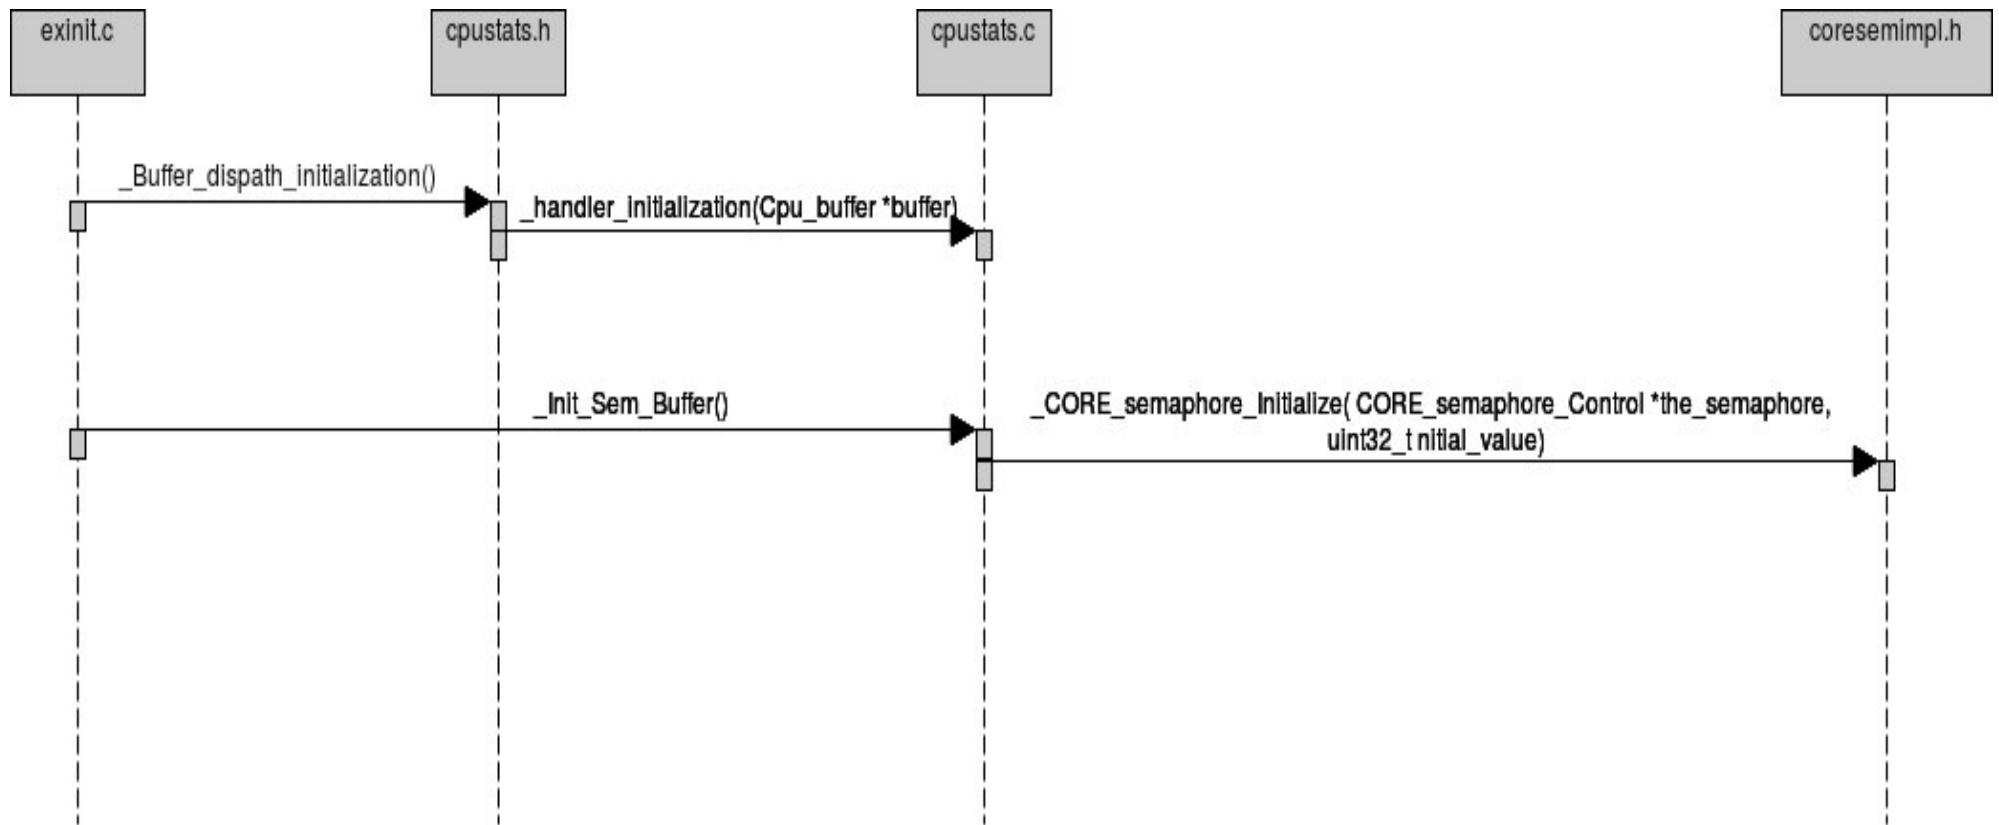 exinit.c
cpustats.h
cpustats.c
coresemimpl.h
_Buffer_dispath_initialization()
_handler_initialization(Cpu_buffer *buffer)
_Init_Sem_Buffer()
_CORE_semaphore_Initialize( CORE_semaphore_Control *the_semaphore,
uint32_t nitial_value)